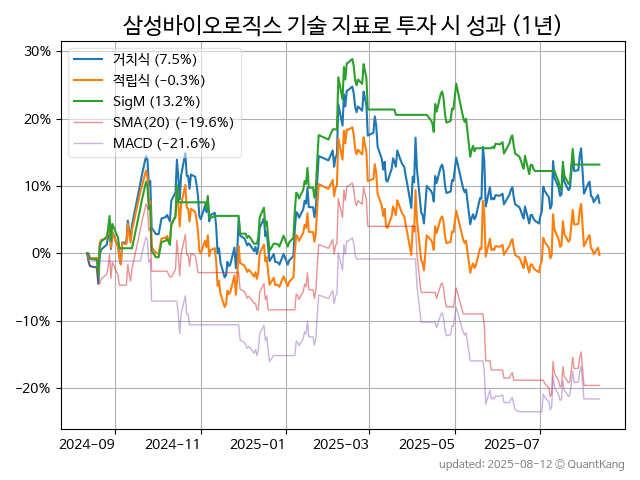 삼성바이오로직스 기술 지표로 투자 시 성과 (1년)
30%
20%
10%
0%
−10%
−20%
거치식 (7.5%)
적립식 (−0.3%)
SigM (13.2%)
SMA(20) (−19.6%)
MACD (−21.6%)
2024−09
2024−11
2025−01
2025−03
2025−05
2025−07
updated: 2025−08−12 © QuantKang